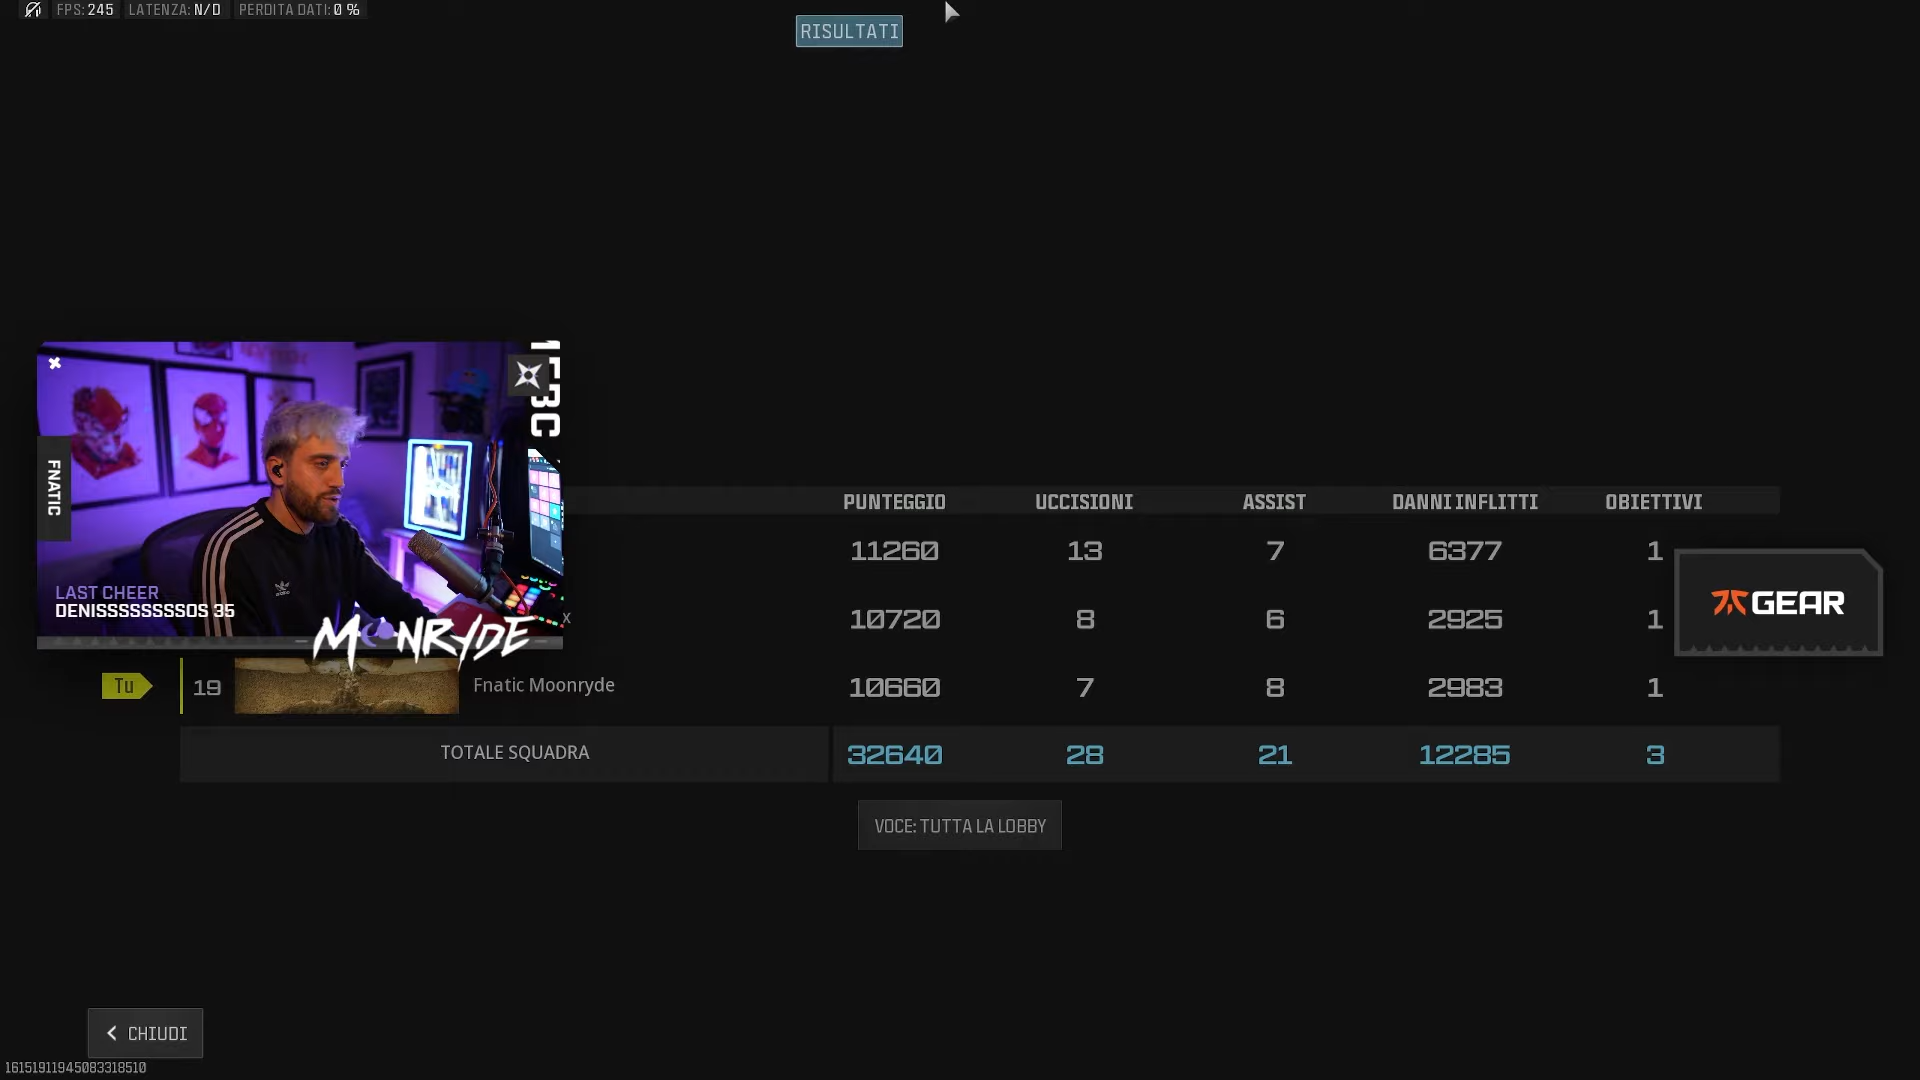 FPS: 245 LATENZA: N/D PERDITA DATI: 0 %
RISULTATI
FNATIC
LAST CHEER
DENISSSSSSSSOS 35
MOONRYDE
PUNTEGGIO UCCISIONI ASSIST DANNI INFLITTI OBIETTIVI
11260 13 7 6377 1
x 10720 8 6 2925 1
GEAR
Tu 19 Fnatic Moonryde 10660 7 8 2983 1
TOTALE SQUADRA 32640 28 21 12285 3
VOCE: TUTTA LA LOBBY
CHIUDI
16151911945083318510